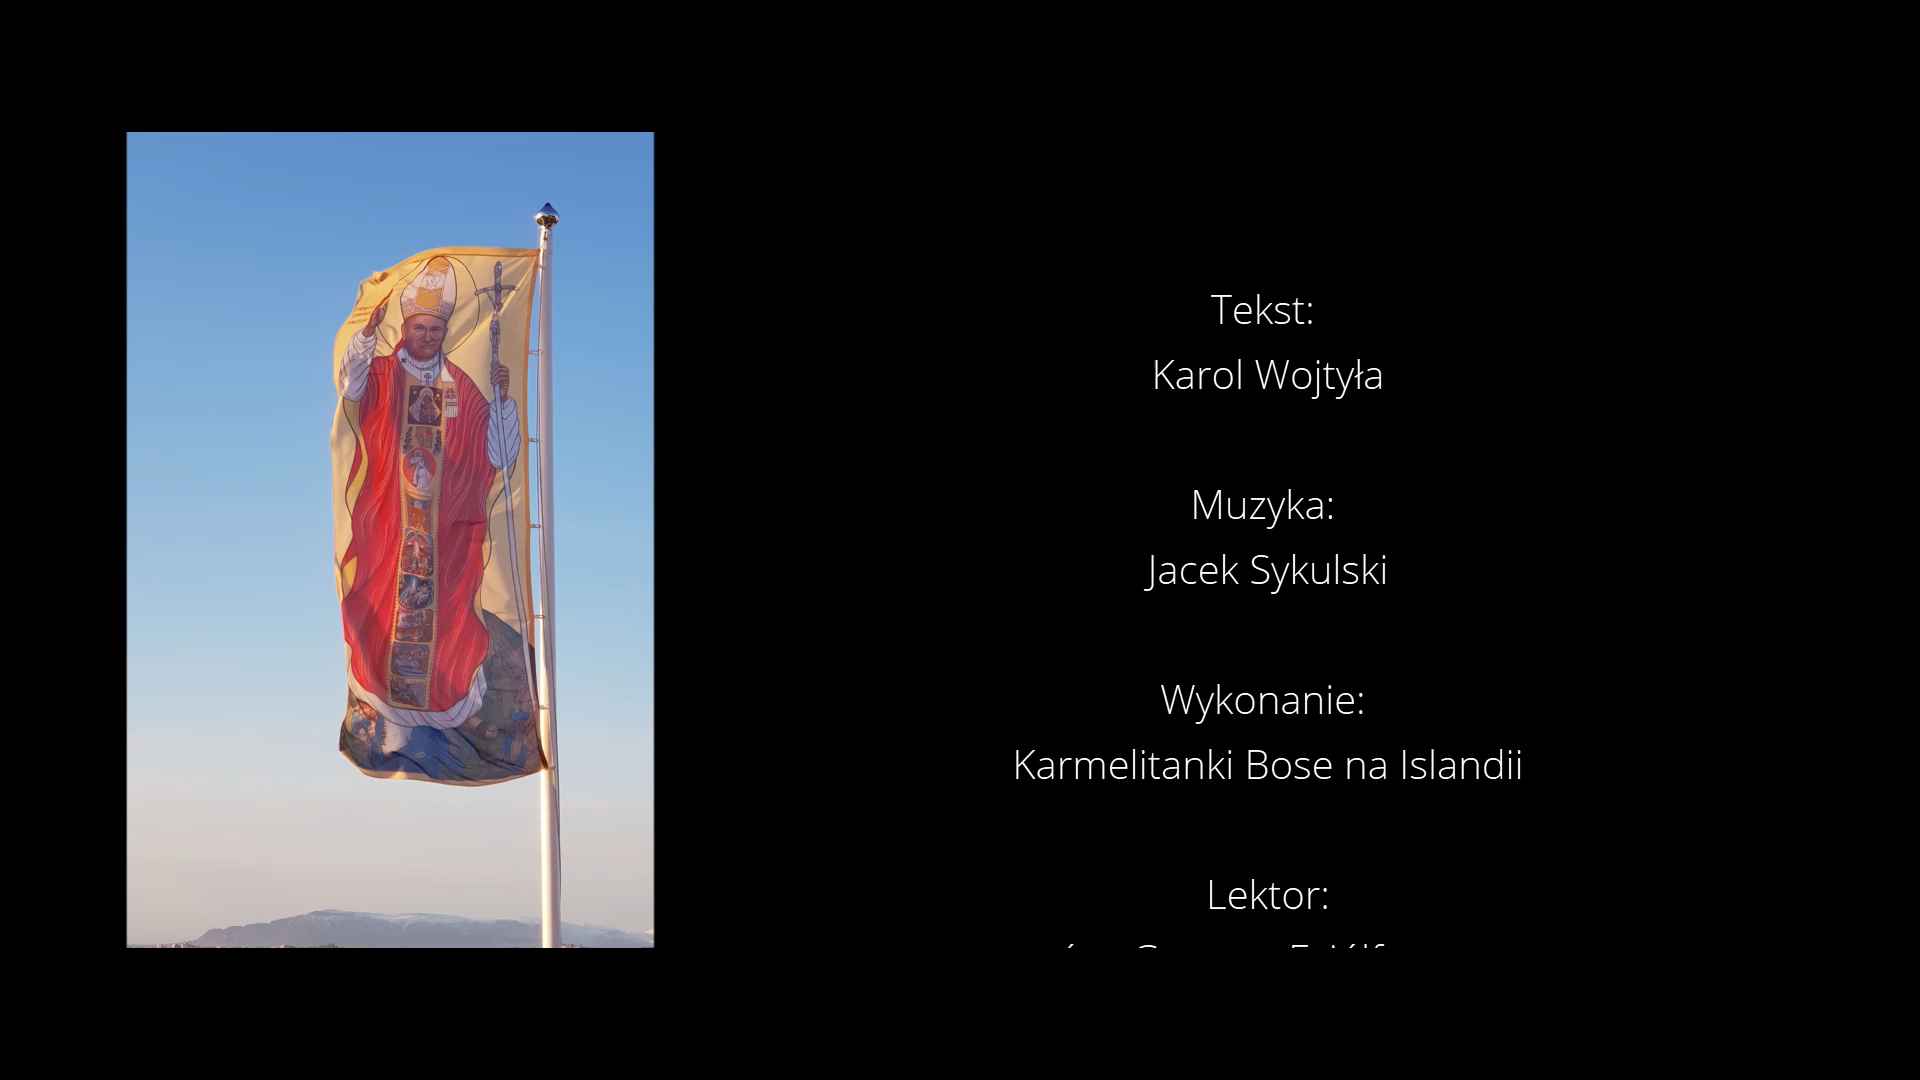 Tekst:
Karol Wojtyła
Muzyka:
Jacek Sykulski
Wykonanie:
Karmelitanki Bose na Islandii
Lektor: